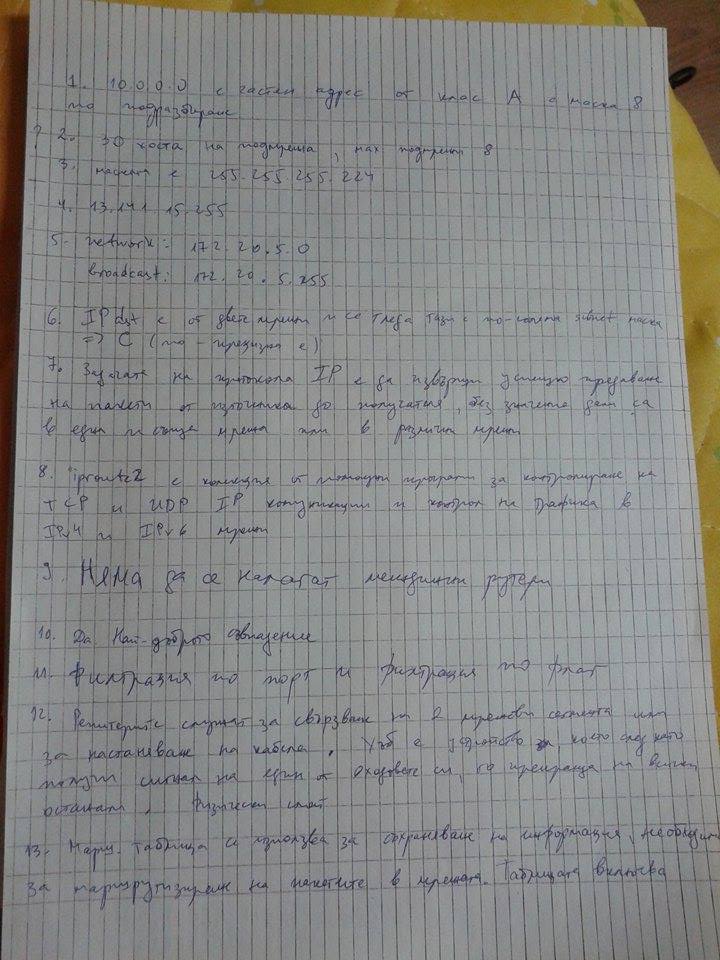 1. 10.0.0.0 е частен адрес от клас А с маска 8
по подразбиране
? 2. 30 хоста на подмрежа, мах подмрежи 8
3. маската е 255.255.255.224
4. 13.141.15.255
5. network: 172.20.5.0
broadcast: 172.20.5.255
6. IP dst е от двете мрежи и се гледа тази с по-голяма subnet маска
=> C (по-прецизна е)
7. Задачата на протокола IP е да извърши успешно предаване
на пакети от източника до получателя, без значение дали са
в една и съща мрежа или в различни мрежи
8. iproute2 е колекция от помощни програми за контролиране на
TCP и UDP IP комуникации и контрол на трафика в
IPv4 и IPv6 мрежи
9. Няма да се налагат междинни рутери
10. Да. Най-доброто съвпадение
11. Филтрация по порт и филтрация по флаг
12. Репитерите служат за свързване на 2 мрежови сегмента или
за наставяне на кабела. Хъб е устройство, което след като
получи сигнал на един от входовете си, го препраща на всички
останали. Физически слой
13. Марш. таблица се използва за съхраняване на информация, необходима
за маршрутизиране на пакетите в мрежата. Таблицата включва